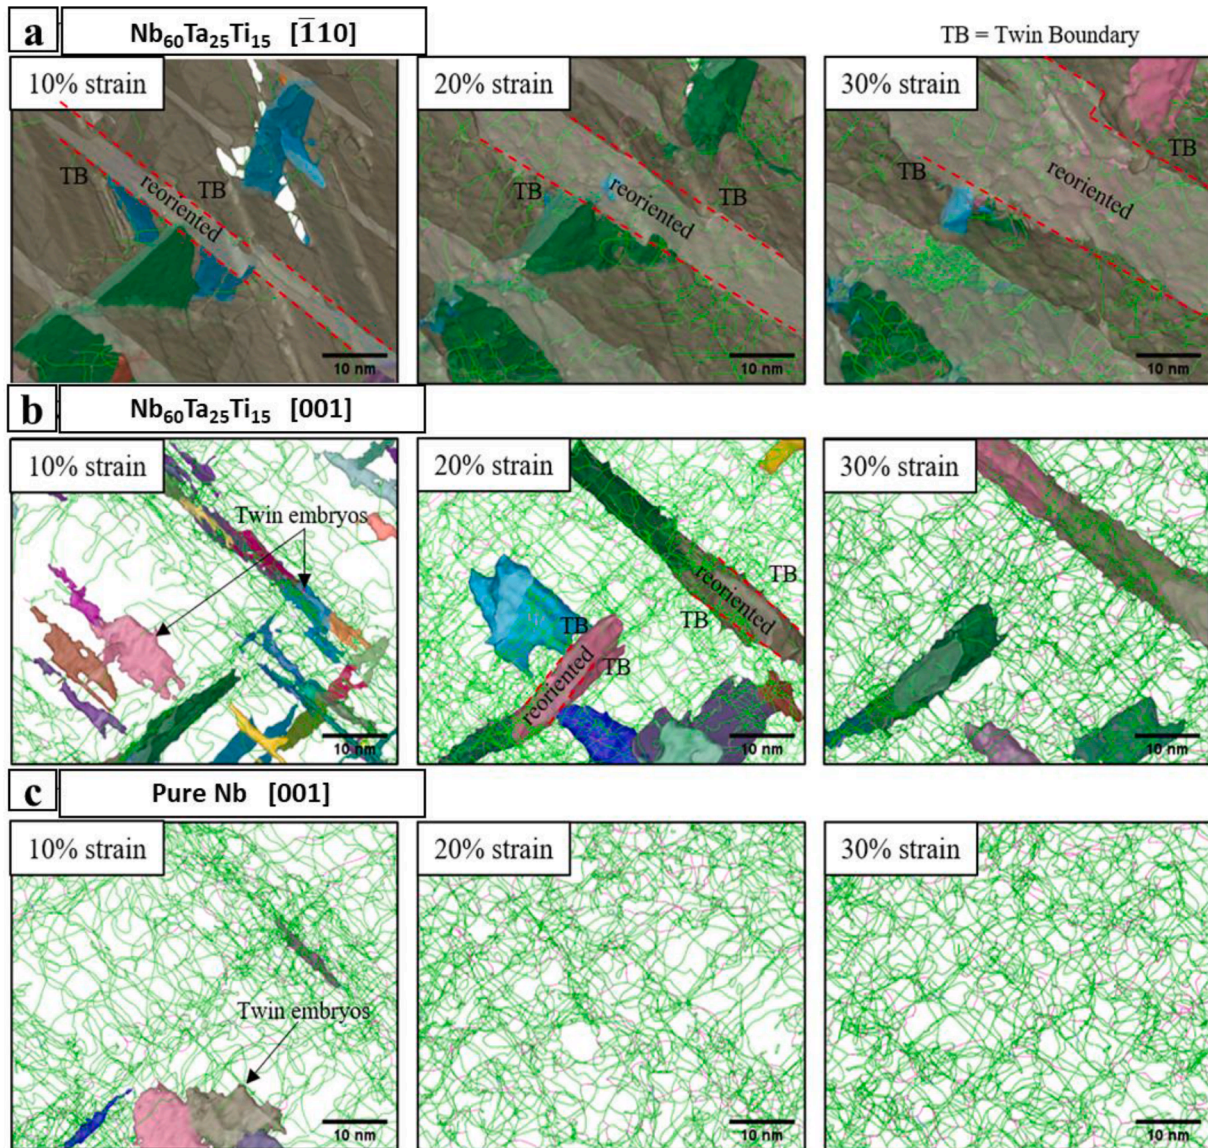 a
Nb₆₀Ta₂₅Ti₁₅ [1̅10]
TB = Twin Boundary
10% strain
TB
reoriented
TB
10 nm
20% strain
TB
reoriented
TB
10 nm
30% strain
TB
reoriented
TB
10 nm
b
Nb₆₀Ta₂₅Ti₁₅ [001]
10% strain
Twin embryos
10 nm
20% strain
TB
reoriented
TB
TB
TB
reoriented
10 nm
30% strain
10 nm
c
Pure Nb [001]
10% strain
Twin embryos
10 nm
20% strain
10 nm
30% strain
10 nm